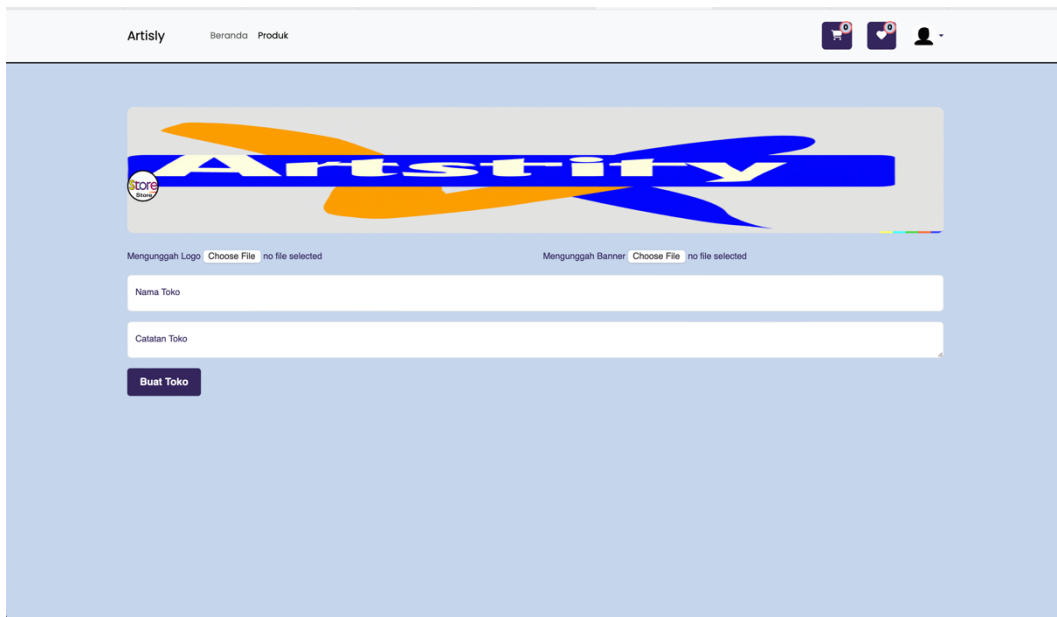 Artisly Beranda Produk 0 0
Artstify
Store
Store
Mengunggah Logo Choose File no file selected Mengunggah Banner Choose File no file selected
Nama Toko
Catatan Toko
Buat Toko